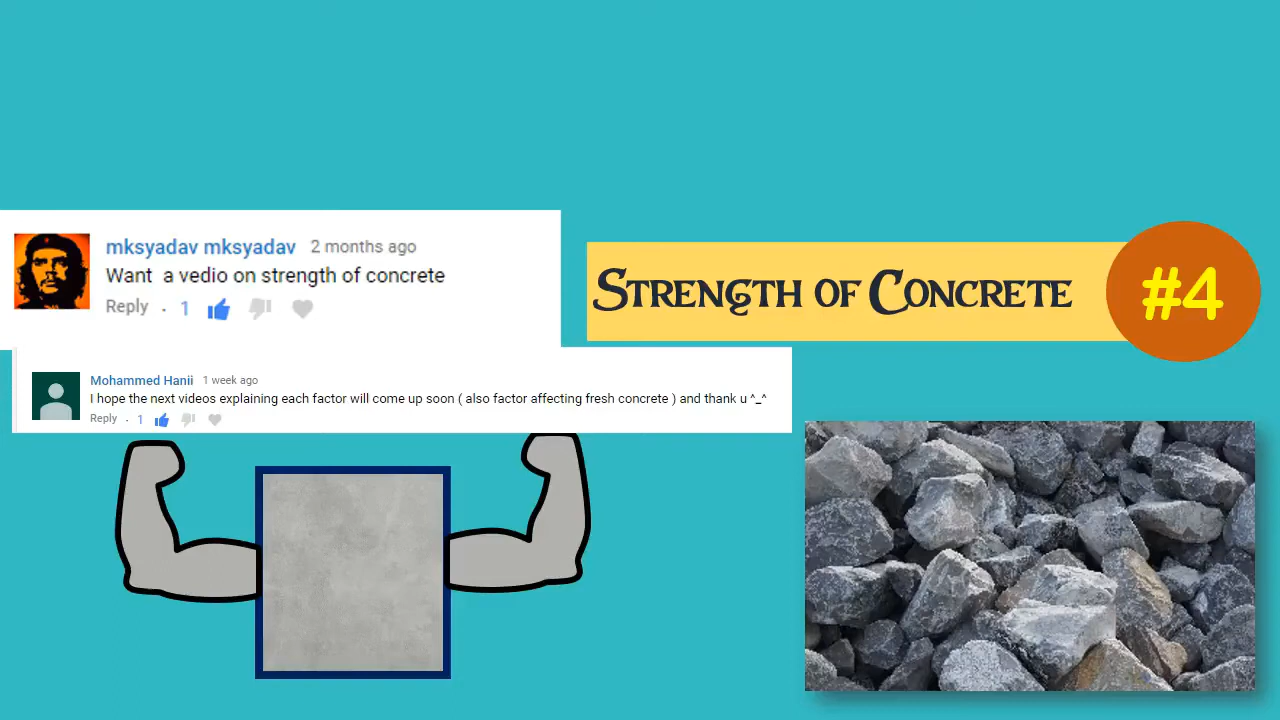 mksyadav mksyadav 2 months ago
Want a vedio on strength of concrete
Reply . 1
Strength of Concrete
#4
Mohammed Hanii 1 week ago
I hope the next videos explaining each factor will come up soon ( also factor affecting fresh concrete ) and thank u ^_^
Reply . 1